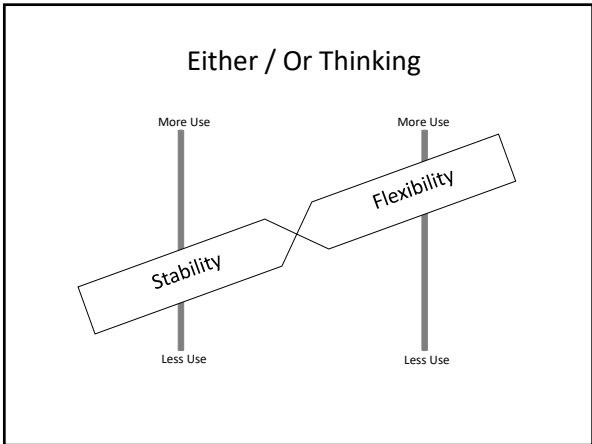 Either / Or Thinking
More Use
More Use
Flexibility
Stability
Less Use
Less Use